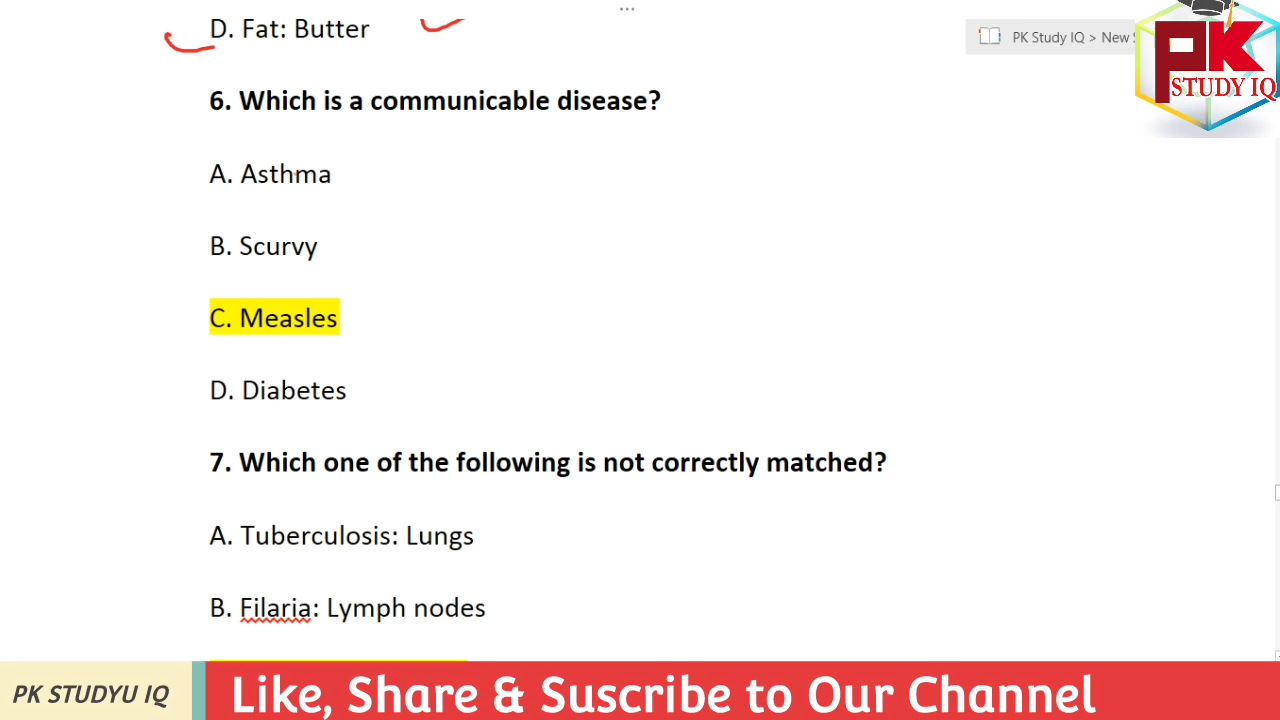 ...
D. Fat: Butter
PK Study IQ > New
PK
STUDY IQ
6. Which is a communicable disease?
A. Asthma
B. Scurvy
C. Measles
D. Diabetes
7. Which one of the following is not correctly matched?
A. Tuberculosis: Lungs
B. Filaria: Lymph nodes
PK STUDYU IQ
Like, Share & Suscribe to Our Channel